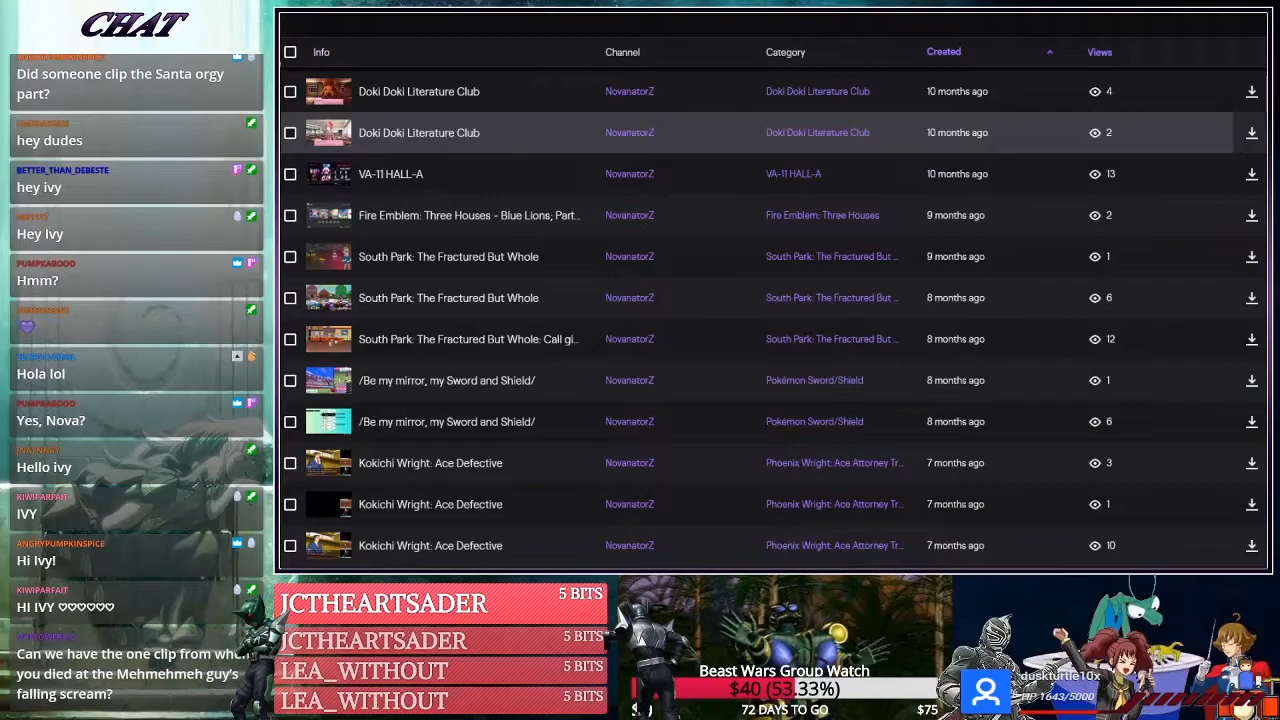 CHAT
Did someone clip the Santa orgy
part?
hey dudes
BETTER_THAN_DEBESTE
hey ivy
Hey Ivy
PUMPKABOOO
Hmm?
Hola lol
PUMPKABOOO
Yes, Nova?
Hello ivy
KIWIPARFAIT
IVY
ANGRYPUMPKINSPICE
Hi Ivy!
KIWIPARFAIT
HI IVY ♡♡♡♡♡♡
Can we have the one clip from when
you died at the Mehmehmeh guy's
falling scream?
Info Channel Category Created Views
Doki Doki Literature Club NovanatorZ Doki Doki Literature Club 10 months ago 4
Doki Doki Literature Club NovanatorZ Doki Doki Literature Club 10 months ago 2
VA-11 HALL-A NovanatorZ VA-11 HALL-A 10 months ago 13
Fire Emblem: Three Houses - Blue Lions; Part... NovanatorZ Fire Emblem: Three Houses 9 months ago 2
South Park: The Fractured But Whole NovanatorZ South Park: The Fractured But ... 9 months ago 1
South Park: The Fractured But Whole NovanatorZ South Park: The Fractured But ... 8 months ago 6
South Park: The Fractured But Whole: Call gi... NovanatorZ South Park: The Fractured But ... 8 months ago 12
/Be my mirror, my Sword and Shield/ NovanatorZ Pokémon Sword/Shield 8 months ago 1
/Be my mirror, my Sword and Shield/ NovanatorZ Pokémon Sword/Shield 8 months ago 6
Kokichi Wright: Ace Defective NovanatorZ Phoenix Wright: Ace Attorney Tr... 7 months ago 3
Kokichi Wright: Ace Defective NovanatorZ Phoenix Wright: Ace Attorney Tr... 7 months ago 1
Kokichi Wright: Ace Defective NovanatorZ Phoenix Wright: Ace Attorney Tr... 7 months ago 10
JCTHEARTSADER 5 BITS
JCTHEARTSADER 5 BITS
LEA_WITHOUT 5 BITS
LEA_WITHOUT 5 BITS
Beast Wars Group Watch
$40 (53.33%)
72 DAYS TO GO $75
duskturtle10x
HP 1643/5000